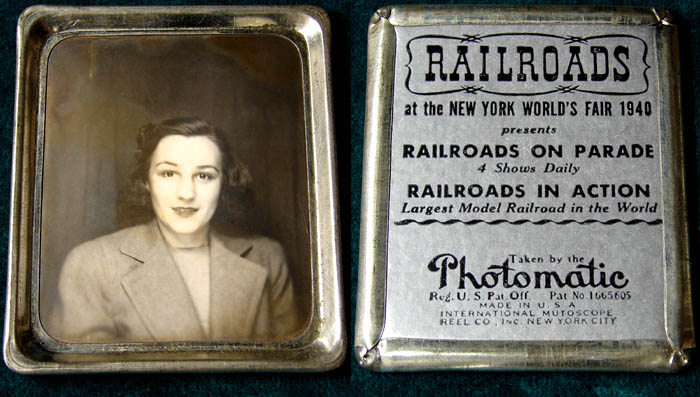 RAILROADS
at the NEW YORK WORLD'S FAIR 1940
presents
RAILROADS ON PARADE
4 Shows Daily
RAILROADS IN ACTION
Largest Model Railroad in the World
Taken by the
Photomatic
Reg. U. S. Pat. Off. Pat. No. 1665605
MADE IN U. S. A
INTERNATIONAL MUTOSCOPE
REEL CO., INC. NEW YORK CITY